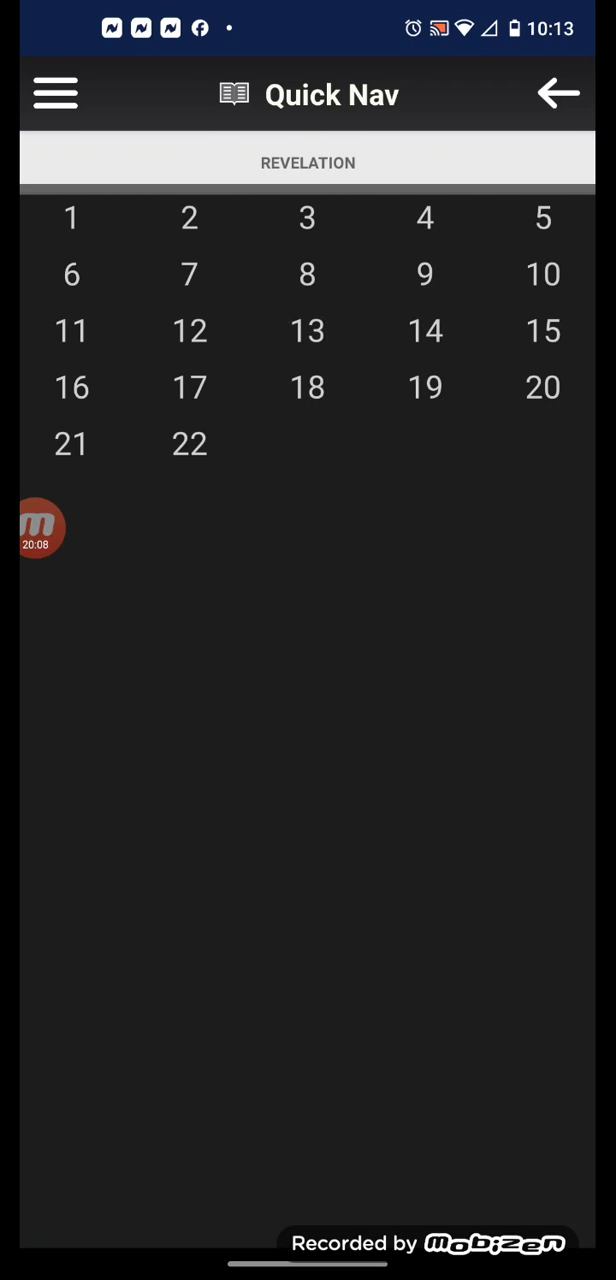 10:13
Quick Nav
REVELATION
1 2 3 4 5
6 7 8 9 10
11 12 13 14 15
16 17 18 19 20
21 22
m
20:08
Recorded by mobizen